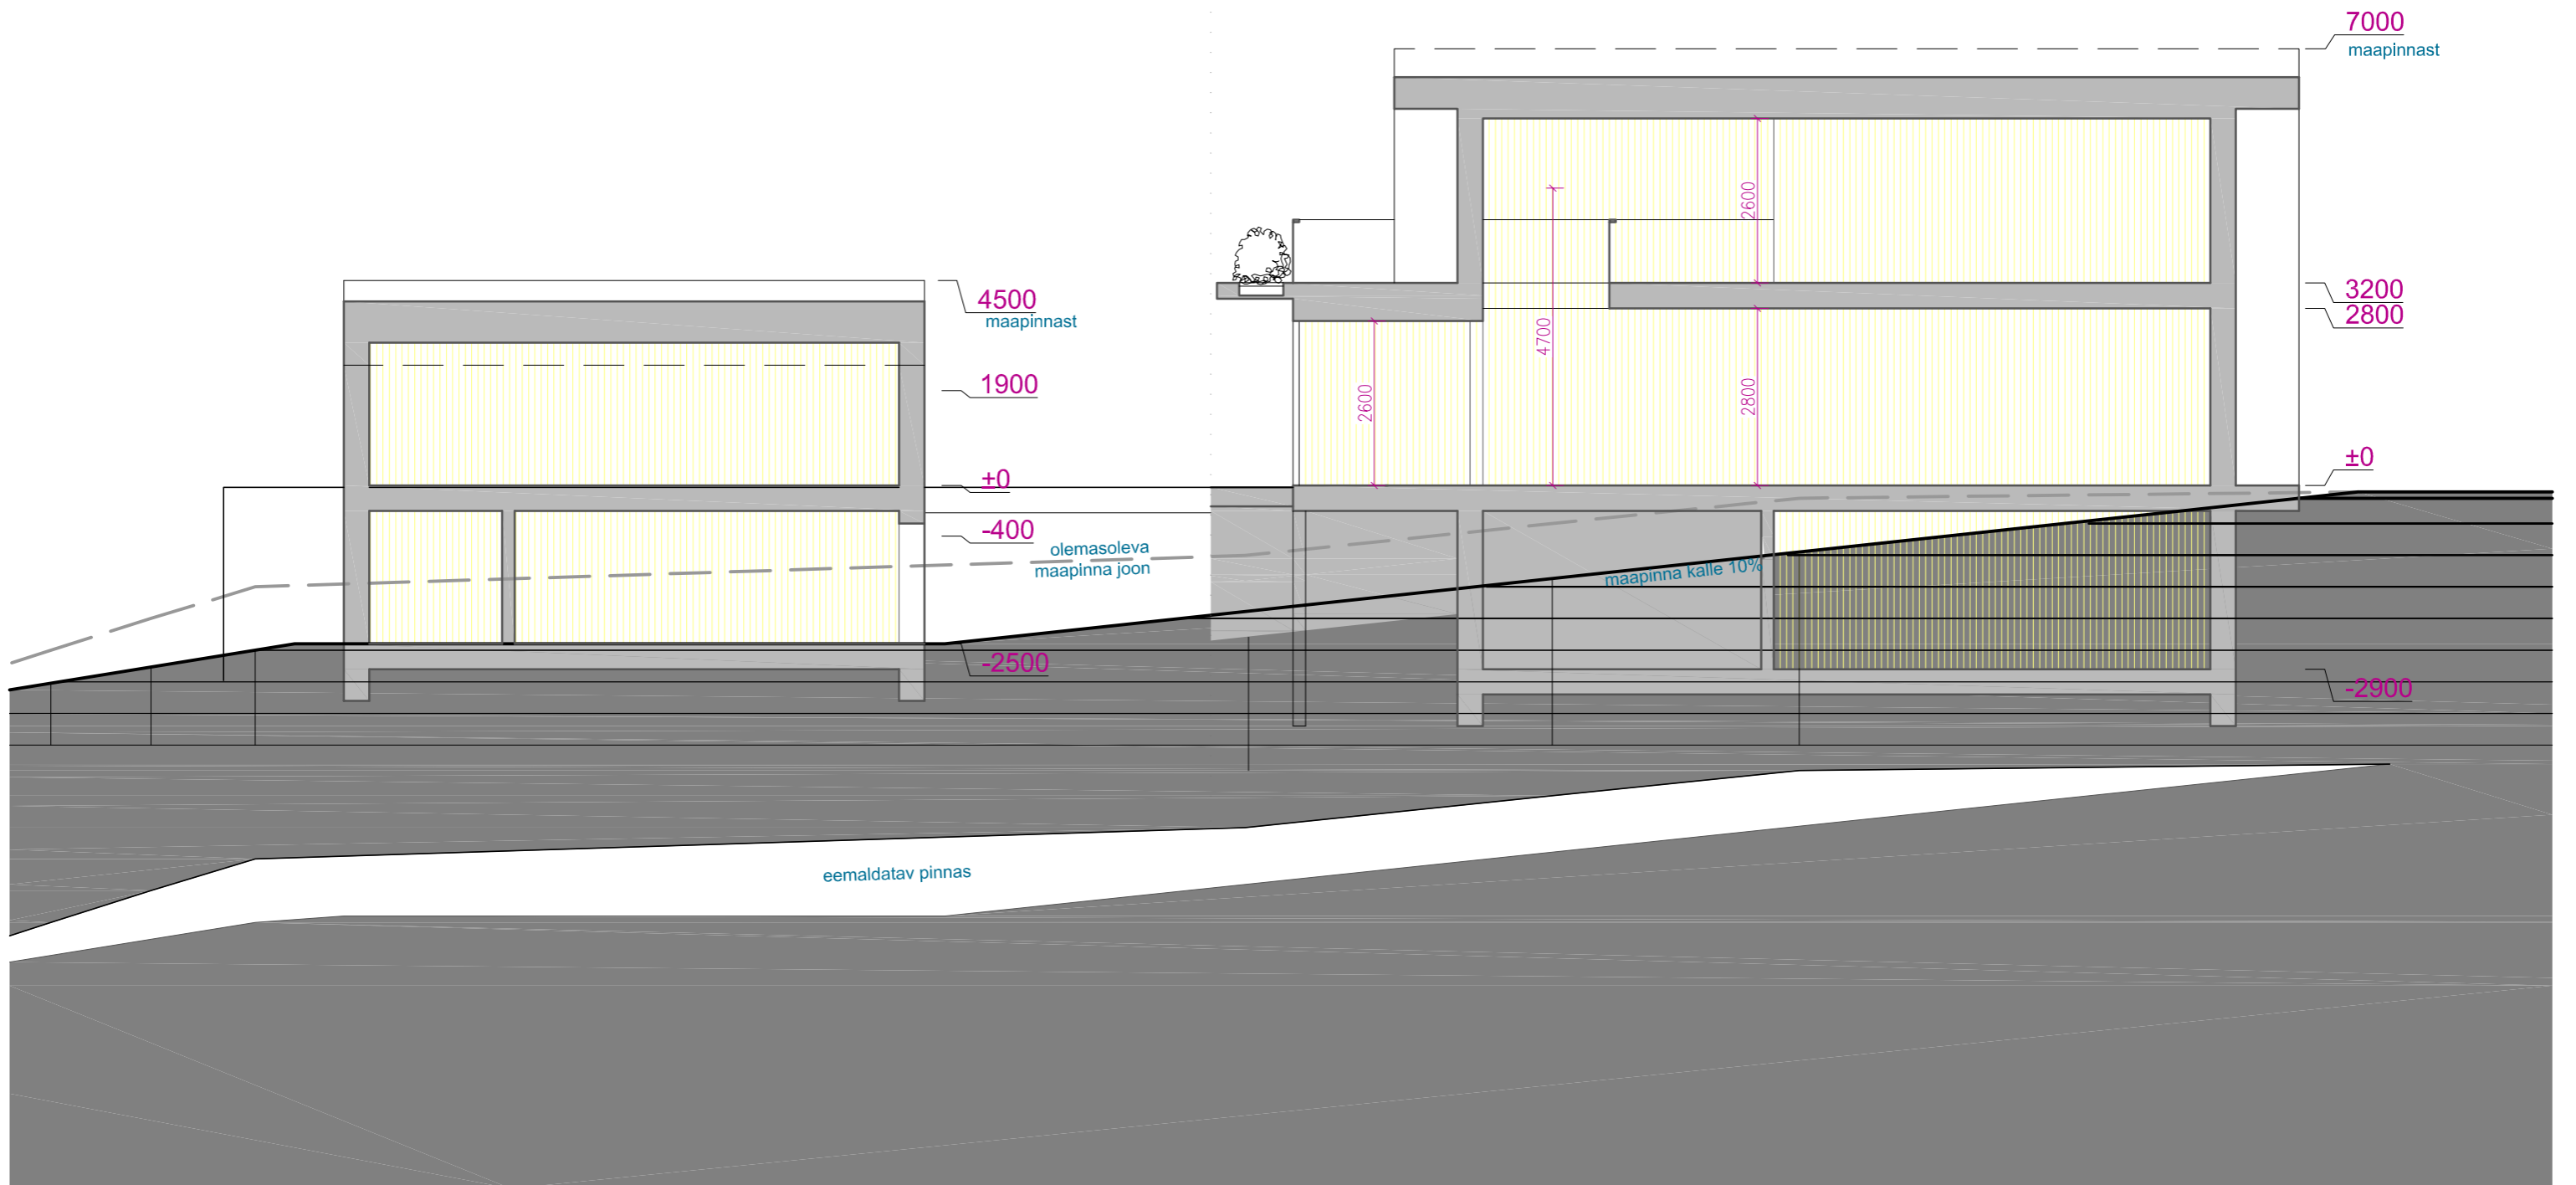 7000
maapinnast
4500
maapinnast
1900
±0
-400
olemasoleva
maapinna joon
-2500
2600
4700
2600
2800
maapinna kalle 10%
3200
2800
±0
-2900
eemaldatav pinnas